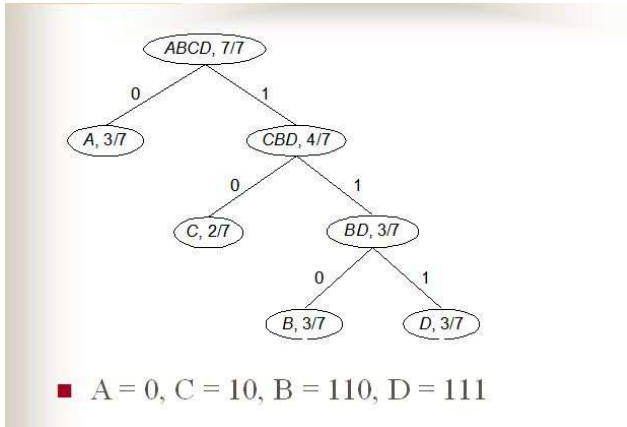 ABCD, 7/7
0 1
A, 3/7 CBD, 4/7
0 1
C, 2/7 BD, 3/7
0 1
B, 3/7 D, 3/7
A = 0, C = 10, B = 110, D = 111